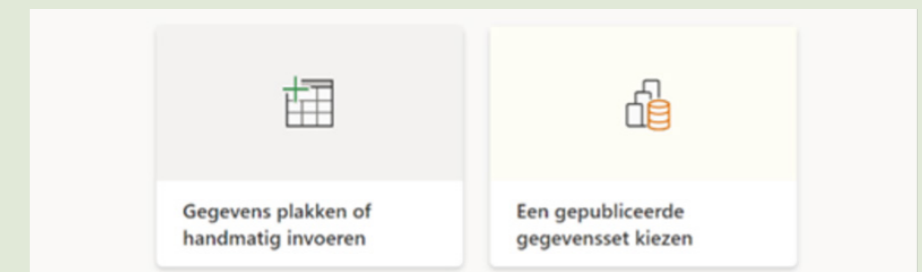 Gegevens plakken of
handmatig invoeren
Een gepubliceerde
gegevensset kiezen